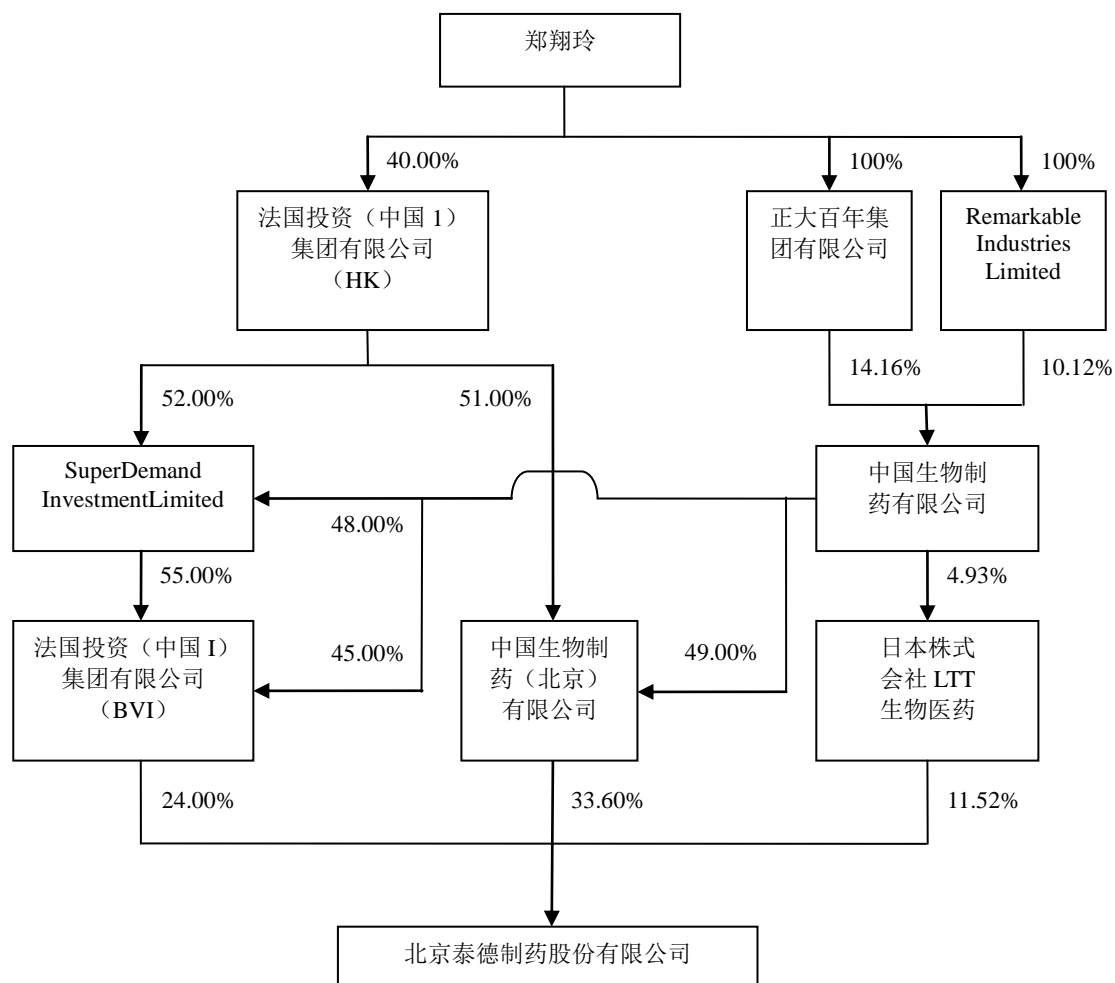 郑翔玲
40.00%
100%
100%
法国投资（中国 1）
集团有限公司
（HK）
正大百年集
团有限公司
Remarkable
Industries
Limited
14.16%
10.12%
52.00%
51.00%
SuperDemand
InvestmentLimited
中国生物制
药有限公司
48.00%
55.00%
4.93%
法国投资（中国 I）
集团有限公司
（BVI）
45.00%
中国生物制
药（北京）
有限公司
49.00%
日本株式
会社 LTT
生物医药
24.00%
33.60%
11.52%
北京泰德制药股份有限公司